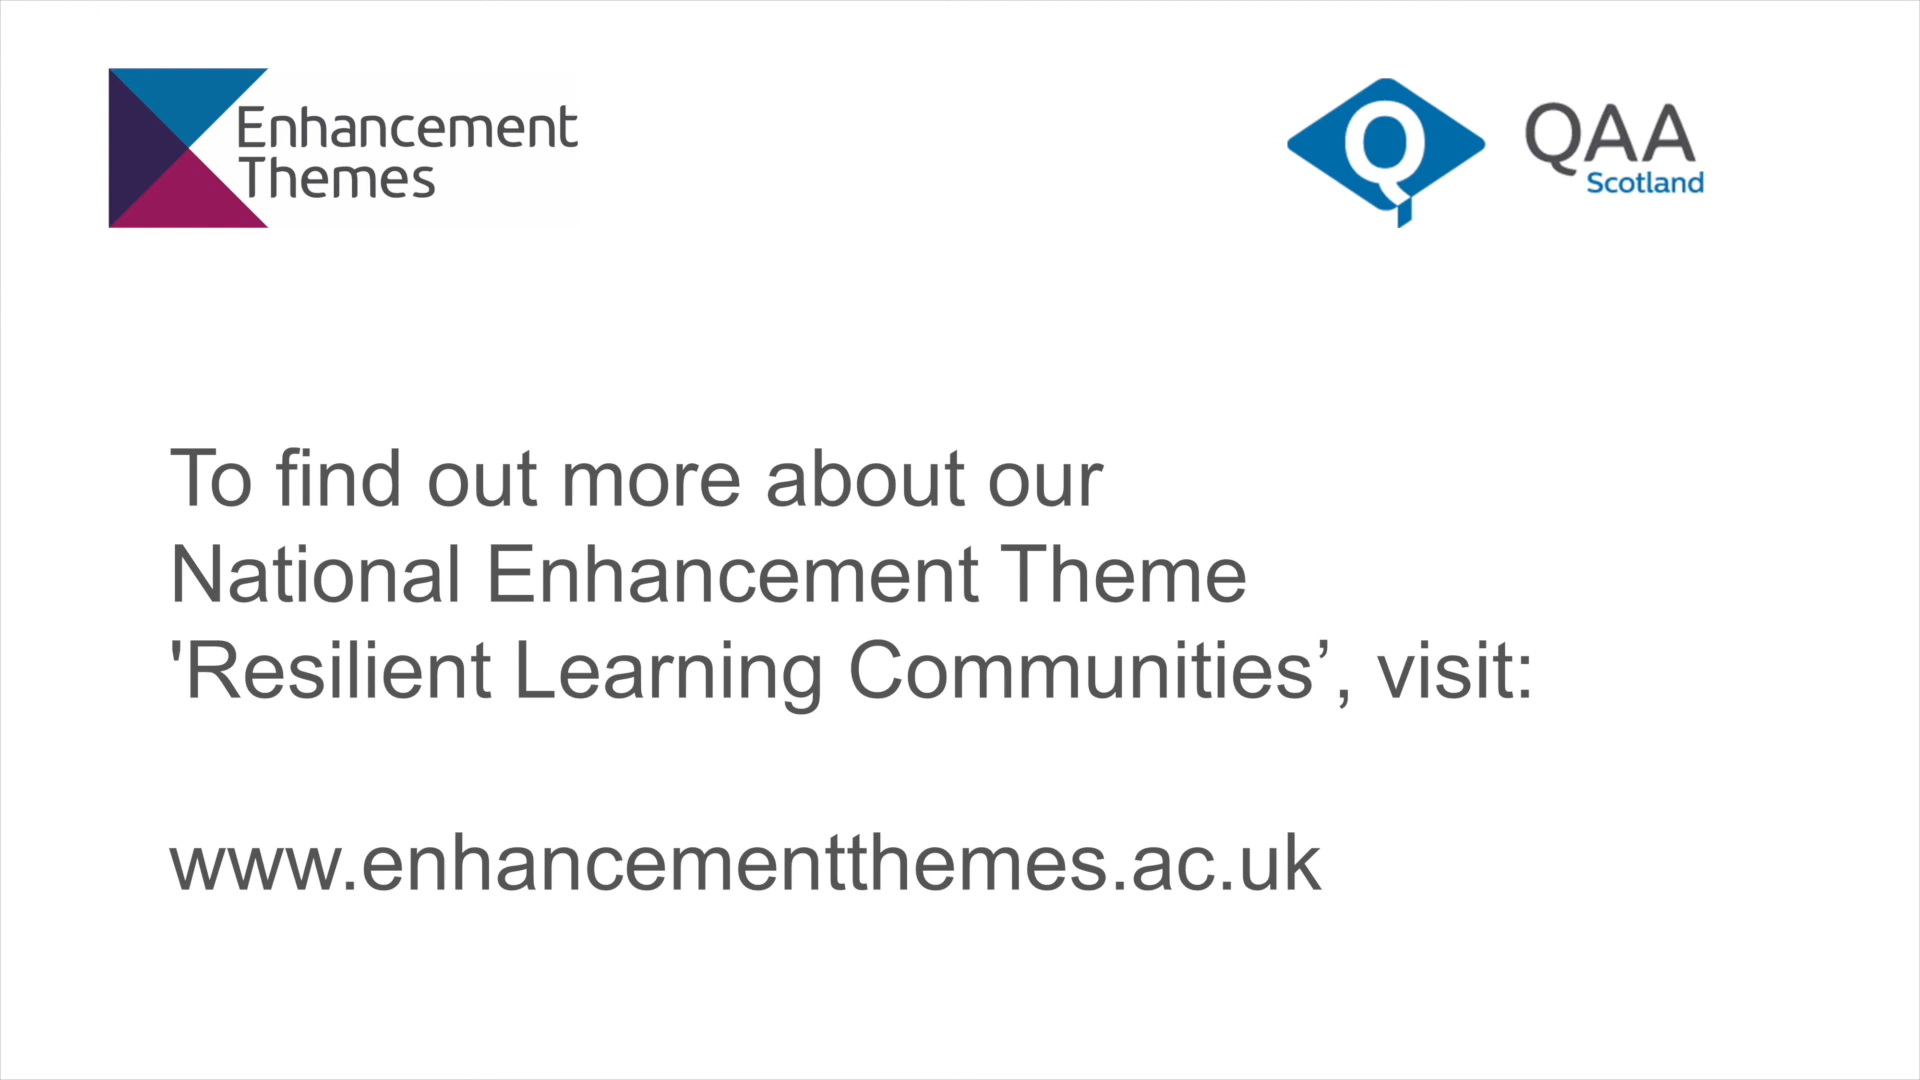 Enhancement
Themes
Q
QAA
Scotland
To find out more about our
National Enhancement Theme
'Resilient Learning Communities’, visit:
www.enhancementthemes.ac.uk